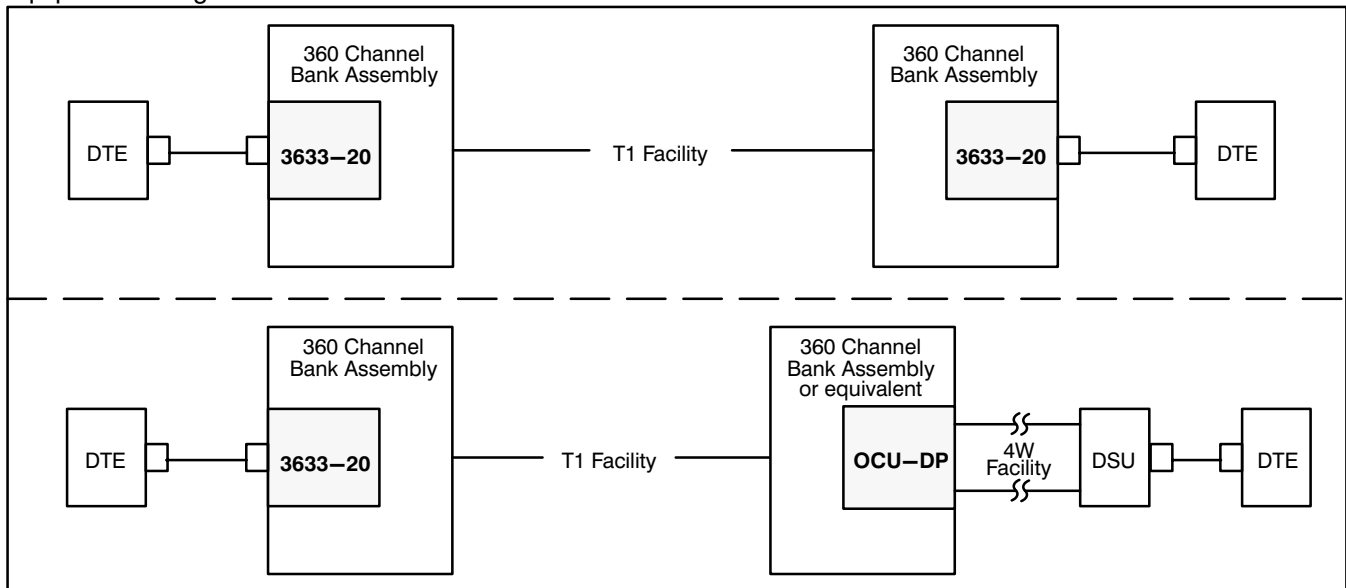 360 Channel
Bank Assembly
DTE
3633–20
T1 Facility
360 Channel
Bank Assembly
3633–20
DTE
360 Channel
Bank Assembly
DTE
3633–20
T1 Facility
360 Channel
Bank Assembly
or equivalent
OCU–DP
4W
Facility
DSU
DTE